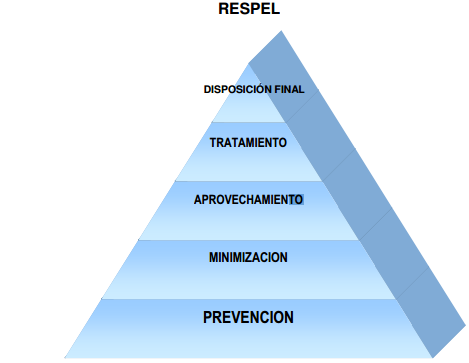 RESPEL
DISPOSICIÓN FINAL
TRATAMIENTO
APROVECHAMIENTO
MINIMIZACION
PREVENCION